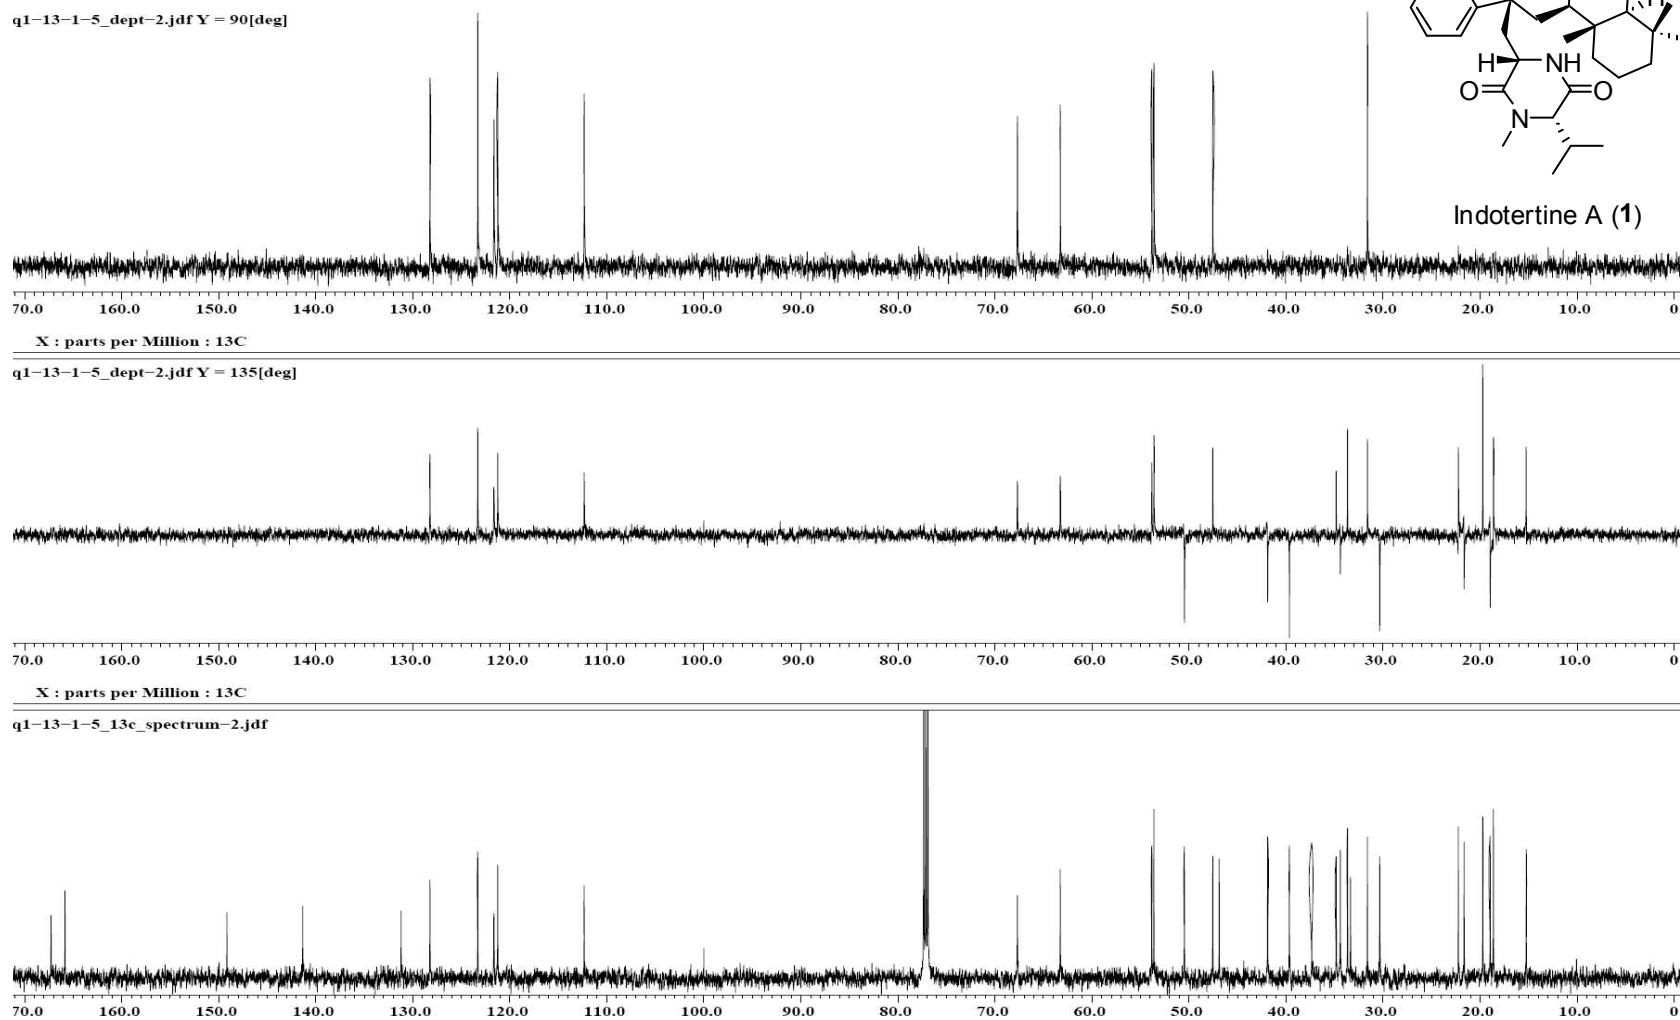 q1-13-1-5_dept-2.jdf Y = 90[deg]
H
H
NH
O
O
N
Indotertine A (1)
70.0 160.0 150.0 140.0 130.0 120.0 110.0 100.0 90.0 80.0 70.0 60.0 50.0 40.0 30.0 20.0 10.0 0
X : parts per Million : 13C
q1-13-1-5_dept-2.jdf Y = 135[deg]
70.0 160.0 150.0 140.0 130.0 120.0 110.0 100.0 90.0 80.0 70.0 60.0 50.0 40.0 30.0 20.0 10.0 0
X : parts per Million : 13C
q1-13-1-5_13c_spectrum-2.jdf
70.0 160.0 150.0 140.0 130.0 120.0 110.0 100.0 90.0 80.0 70.0 60.0 50.0 40.0 30.0 20.0 10.0 0